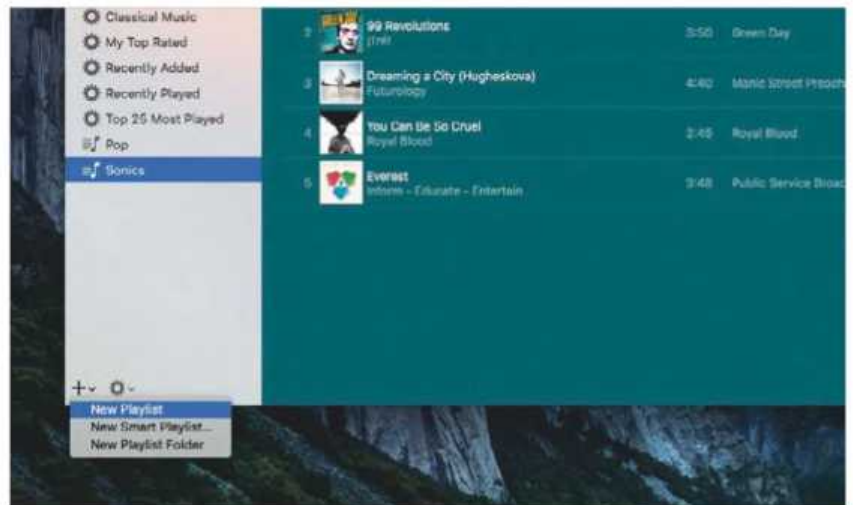 Classical Music
My Top Rated
Recently Added
Recently Played
Top 25 Most Played
Pop
Sonics
2 99 Revolutions 3:50 Green Day
¡Tré!
3 Dreaming a City (Hugheskova) 4:40 Manic Street Preach
Futurology
4 You Can Be So Cruel 2:45 Royal Blood
Royal Blood
5 Everest 3:48 Public Service Broad
Inform - Educate - Entertain
New Playlist
New Smart Playlist...
New Playlist Folder